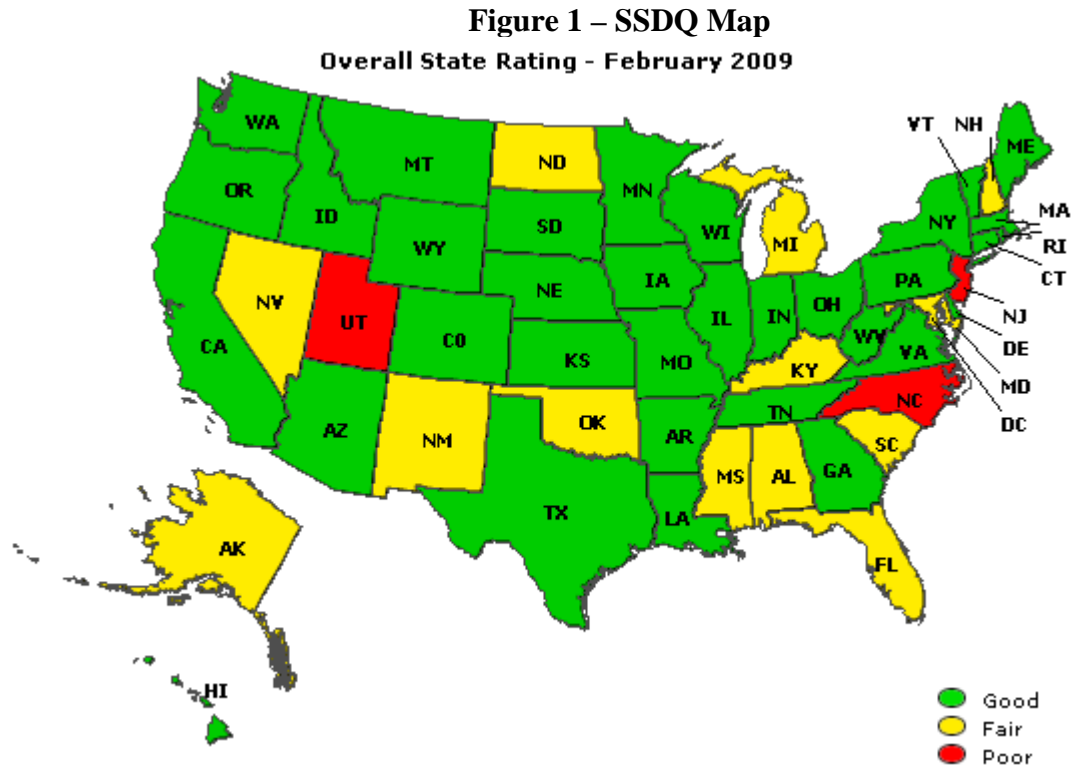 Figure 1 – SSDQ Map
Overall State Rating - February 2009
WA
MT
ND
MN
VT
NH
ME
OR
ID
SD
WI
MI
NY
MA
RI
CT
WY
NV
UT
NE
IA
PA
NJ
DE
MD
DC
CA
CO
KS
MO
IL
IN
OH
WV
VA
KY
NC
AZ
NM
OK
AR
TN
SC
MS
AL
GA
TX
LA
FL
AK
HI
Good
Fair
Poor